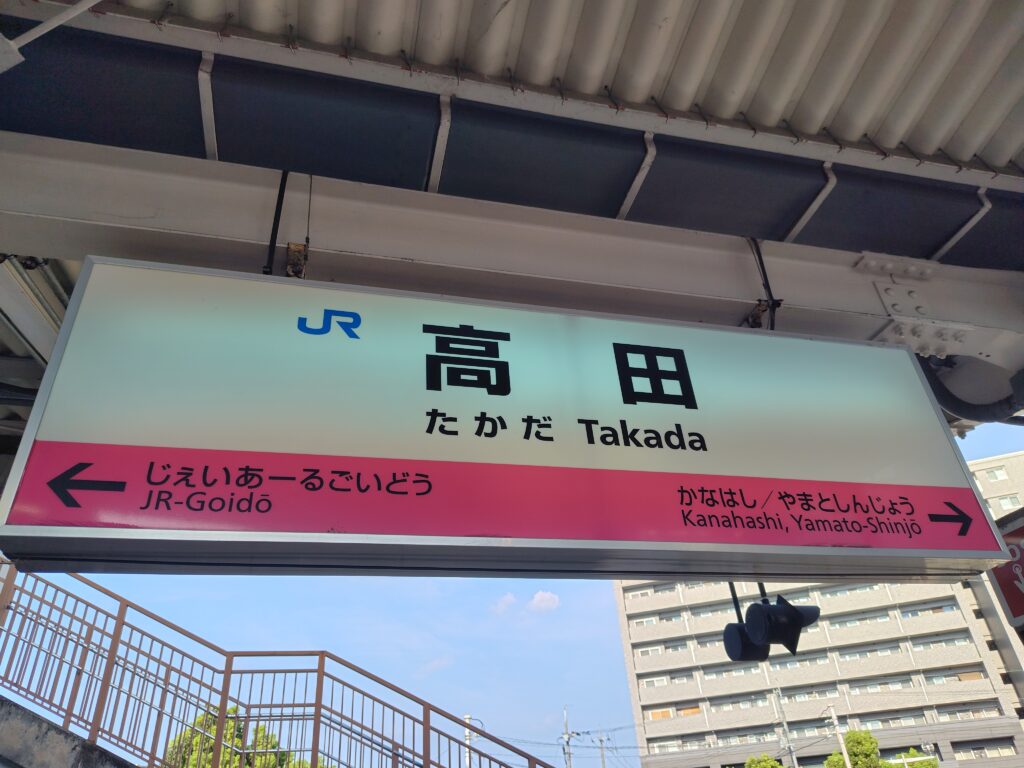 JR
高田
たかだ Takada
← じぇいあーるごいどう
JR-Goidō
かなはし/やまとしんじょう →
Kanahashi, Yamato-Shinjō